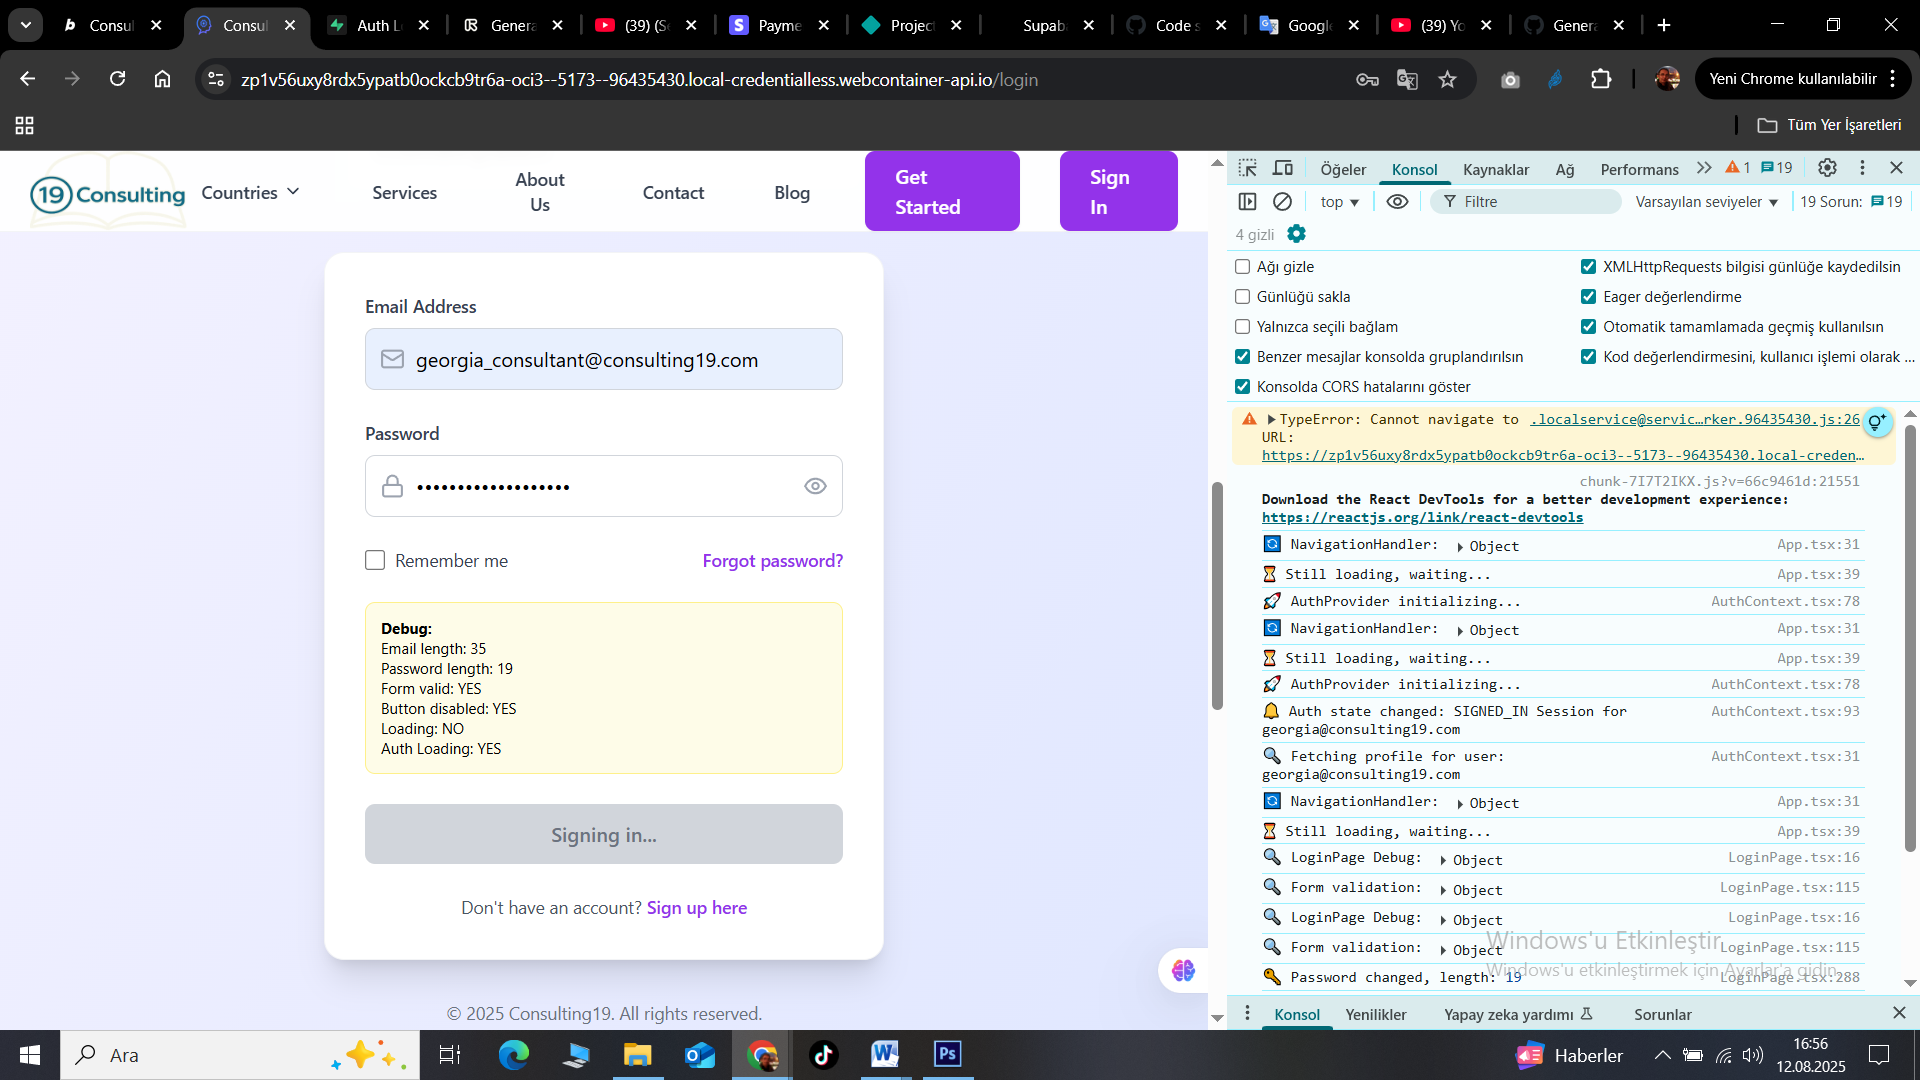 Consul
Consul
Auth L
Genera
(39) (S
Payme
Project
Supaba
Code s
Google
(39) Yo
Genera
zp1v56uxy8rdx5ypatb0ockcb9tr6a-oci3--5173--96435430.local-credentialless.webcontainer-api.io/login
Yeni Chrome kullanılabilir
Tüm Yer İşaretleri
19 Consulting
Countries
Services
About Us
Contact
Blog
Get Started
Sign In
Email Address
georgia_consultant@consulting19.com
Password
•••••••••••••••••••
Remember me
Forgot password?
Debug:
Email length: 35
Password length: 19
Form valid: YES
Button disabled: YES
Loading: NO
Auth Loading: YES
Signing in...
Don't have an account? Sign up here
© 2025 Consulting19. All rights reserved.
Öğeler
Konsol
Kaynaklar
Ağ
Performans
1
19
top
Filtre
Varsayılan seviyeler
19 Sorun: 19
4 gizli
Ağı gizle
XMLHttpRequests bilgisi günlüğe kaydedilsin
Günlüğü sakla
Eager değerlendirme
Yalnızca seçili bağlam
Otomatik tamamlamada geçmiş kullanılsın
Benzer mesajlar konsolda gruplandırılsın
Kod değerlendirmesini, kullanıcı işlemi olarak ...
Konsolda CORS hatalarını göster
TypeError: Cannot navigate to .localservice@servic…rker.96435430.js:26
URL:
https://zp1v56uxy8rdx5ypatb0ockcb9tr6a-oci3--5173--96435430.local-creden…
chunk-7I7T2IKX.js?v=66c9461d:21551
Download the React DevTools for a better development experience:
https://reactjs.org/link/react-devtools
NavigationHandler: Object App.tsx:31
Still loading, waiting... App.tsx:39
AuthProvider initializing... AuthContext.tsx:78
NavigationHandler: Object App.tsx:31
Still loading, waiting... App.tsx:39
AuthProvider initializing... AuthContext.tsx:78
Auth state changed: SIGNED_IN Session for AuthContext.tsx:93
georgia@consulting19.com
Fetching profile for user: AuthContext.tsx:31
georgia@consulting19.com
NavigationHandler: Object App.tsx:31
Still loading, waiting... App.tsx:39
LoginPage Debug: Object LoginPage.tsx:16
Form validation: Object LoginPage.tsx:115
LoginPage Debug: Object LoginPage.tsx:16
Form validation: Object LoginPage.tsx:115
Password changed, length: 19 LoginPage.tsx:288
Windows'u Etkinleştir
Windows'u etkinleştirmek için Ayarlar'a gidin.
Konsol
Yenilikler
Yapay zeka yardımı
Sorunlar
Ara
Haberler
16:56
12.08.2025